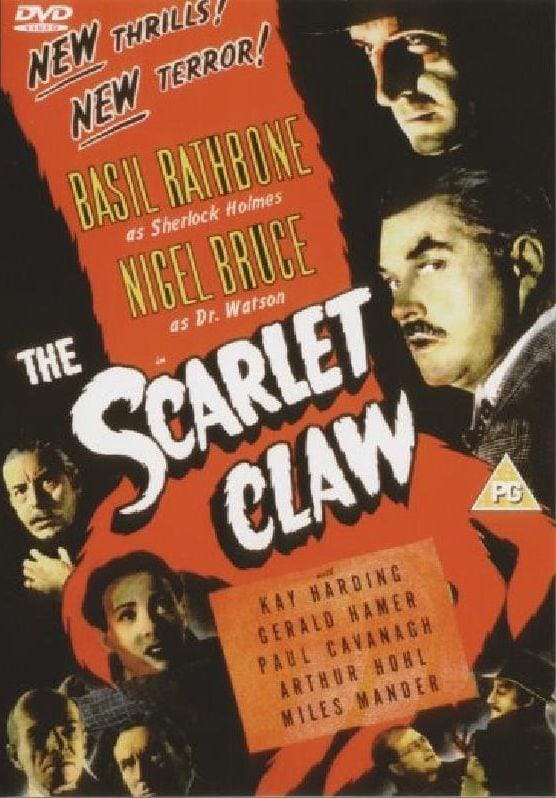 DVD
VIDEO
NEW THRILLS!
NEW TERROR!
BASIL RATHBONE
as Sherlock Holmes
NIGEL BRUCE
as Dr. Watson
in
THE
SCARLET
CLAW
PG
with
KAY HARDING
GERALD HAMER
PAUL CAVANAGH
ARTHUR HOHL
MILES MANDER